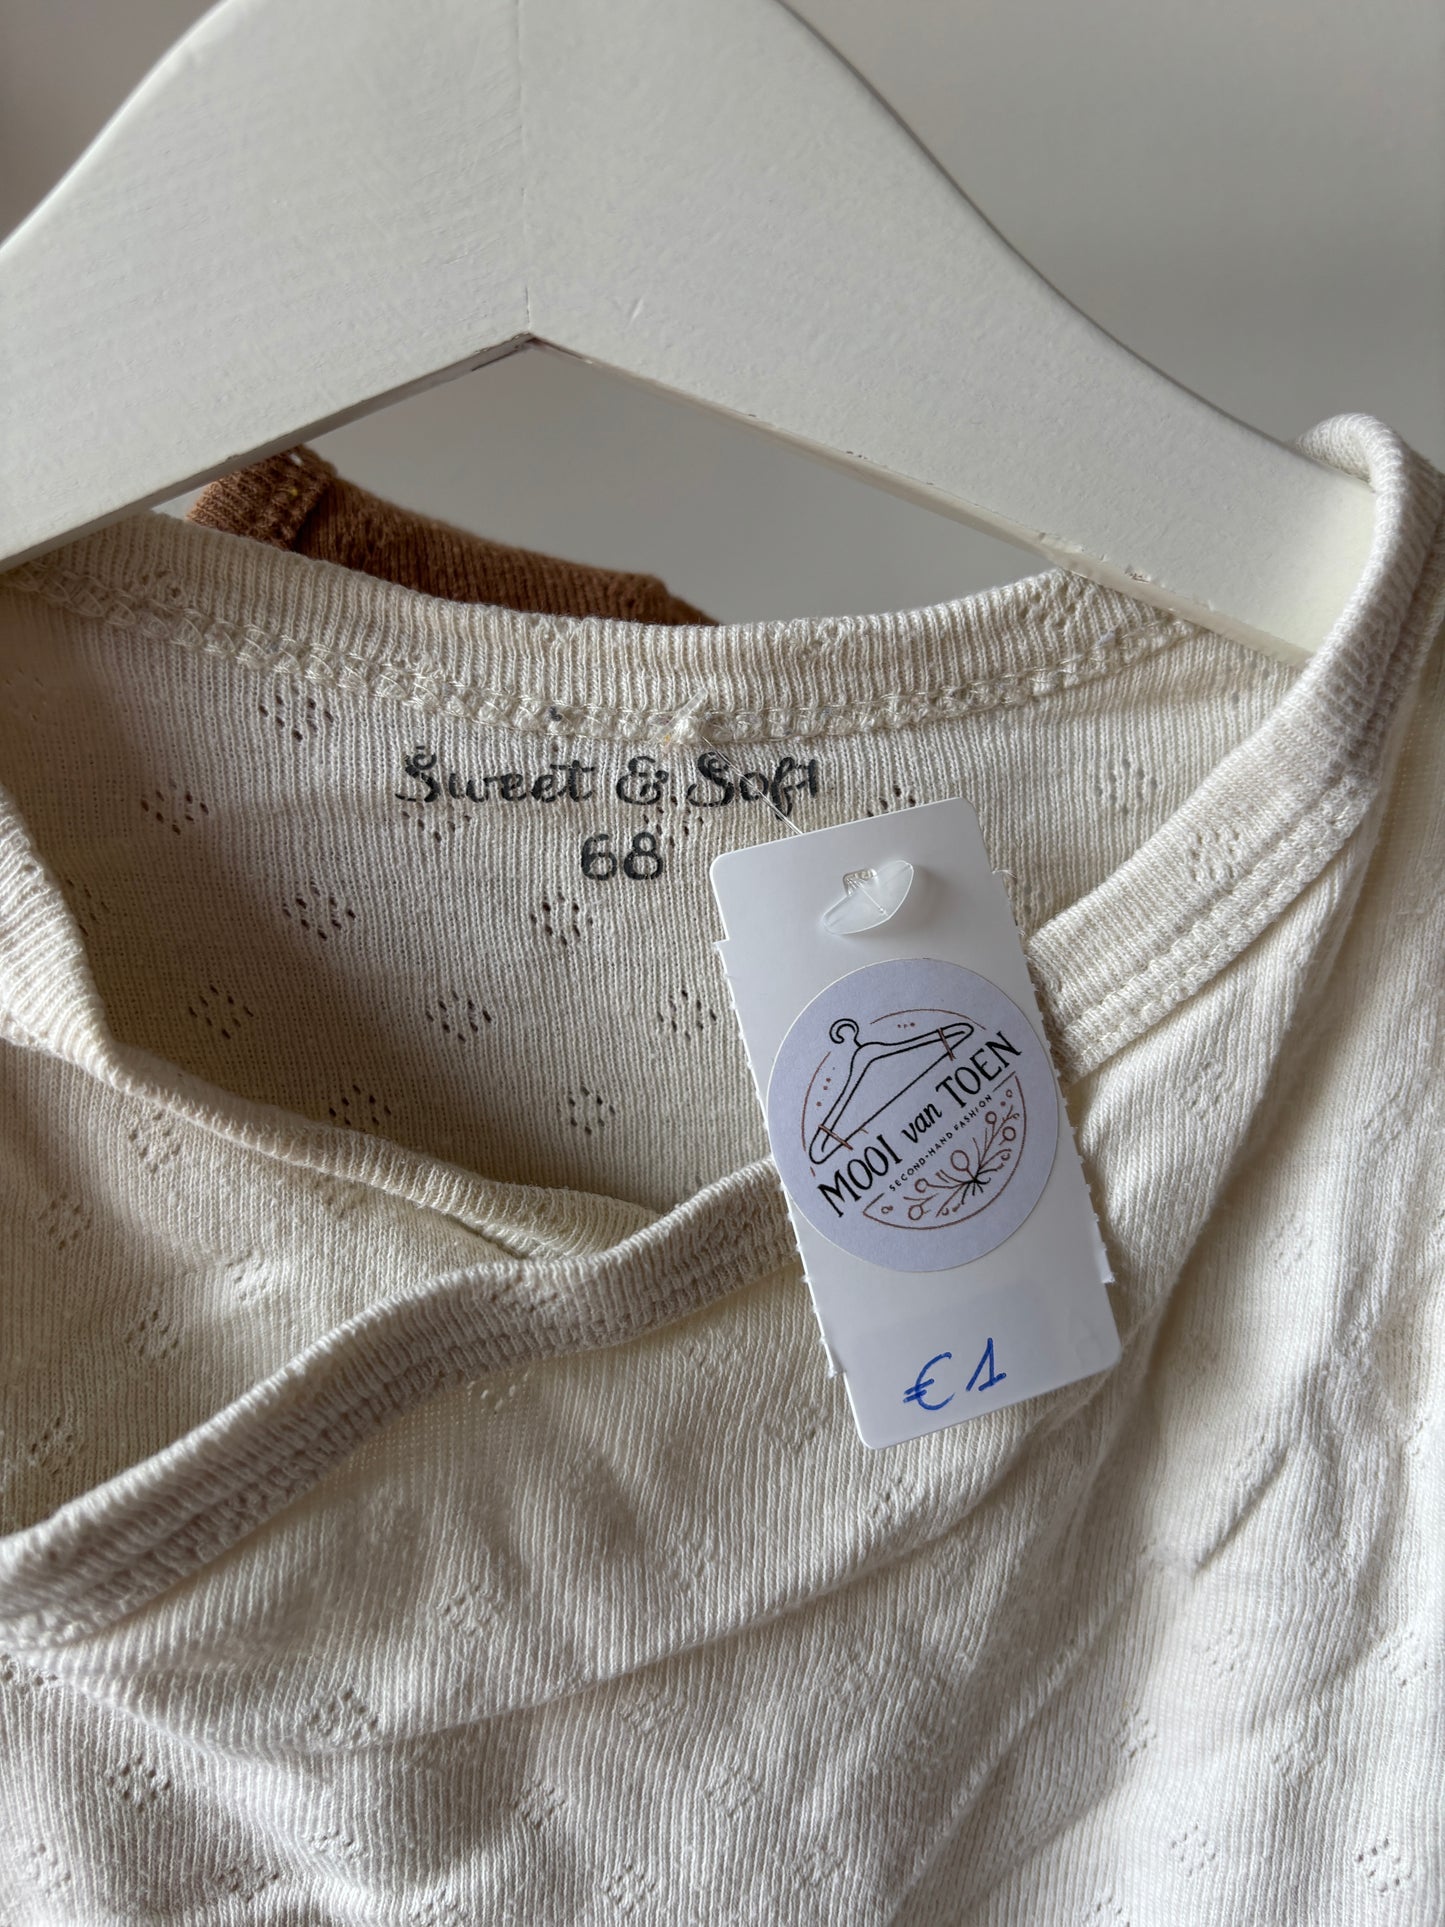 Sweet & Soft
68
MOOI van TOEN
SECOND-HAND FASHION
€1